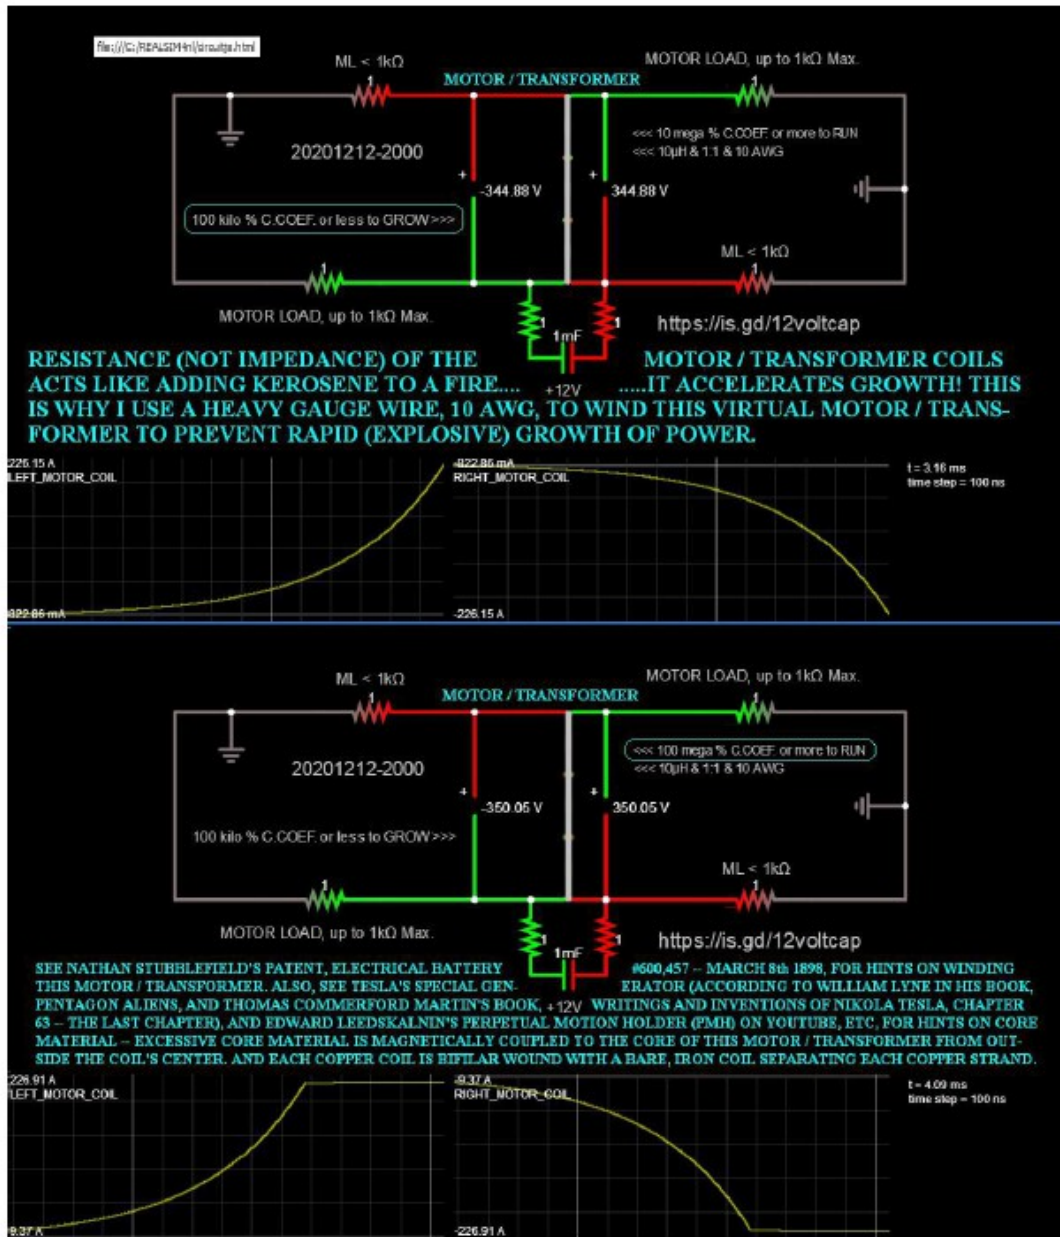 file:///C:/REALSIM4nl/circuitjs.html
ML < 1kΩ
1
MOTOR / TRANSFORMER
MOTOR LOAD, up to 1kΩ Max.
1
20201212-2000
<<< 10 mega % C.COEF. or more to RUN
<<< 10µH & 1:1 & 10 AWG
+
-344.88 V
+
344.88 V
100 kilo % C.COEF. or less to GROW >>>
ML < 1kΩ
1
1
MOTOR LOAD, up to 1kΩ Max.
1
1
1mF
+12V
https://is.gd/12voltcap
RESISTANCE (NOT IMPEDANCE) OF THE MOTOR / TRANSFORMER COILS
ACTS LIKE ADDING KEROSENE TO A FIRE.... .....IT ACCELERATES GROWTH! THIS
IS WHY I USE A HEAVY GAUGE WIRE, 10 AWG, TO WIND THIS VIRTUAL MOTOR / TRANS-
FORMER TO PREVENT RAPID (EXPLOSIVE) GROWTH OF POWER.
226.15 A
LEFT_MOTOR_COIL
822.86 mA
-822.86 mA
RIGHT_MOTOR_COIL
-226.15 A
t = 3.16 ms
time step = 100 ns
ML < 1kΩ
1
MOTOR / TRANSFORMER
MOTOR LOAD, up to 1kΩ Max.
1
20201212-2000
<<< 100 mega % C.COEF. or more to RUN
<<< 10µH & 1:1 & 10 AWG
+
-350.05 V
+
350.05 V
100 kilo % C.COEF. or less to GROW >>>
ML < 1kΩ
1
1
MOTOR LOAD, up to 1kΩ Max.
1
1
1mF
+12V
https://is.gd/12voltcap
SEE NATHAN STUBBLEFIELD'S PATENT, ELECTRICAL BATTERY #600,457 -- MARCH 8th 1898, FOR HINTS ON WINDING
THIS MOTOR / TRANSFORMER. ALSO, SEE TESLA'S SPECIAL GEN- ERATOR (ACCORDING TO WILLIAM LYNE IN HIS BOOK,
PENTAGON ALIENS, AND THOMAS COMMERFORD MARTIN'S BOOK, WRITINGS AND INVENTIONS OF NIKOLA TESLA, CHAPTER
63 -- THE LAST CHAPTER), AND EDWARD LEEDSKALNIN'S PERPETUAL MOTION HOLDER (PMH) ON YOUTUBE, ETC, FOR HINTS ON CORE
MATERIAL -- EXCESSIVE CORE MATERIAL IS MAGNETICALLY COUPLED TO THE CORE OF THIS MOTOR / TRANSFORMER FROM OUT-
SIDE THE COIL'S CENTER. AND EACH COPPER COIL IS BIFILAR WOUND WITH A BARE, IRON COIL SEPARATING EACH COPPER STRAND.
226.91 A
LEFT_MOTOR_COIL
9.37 A
-9.37 A
RIGHT_MOTOR_COIL
-226.91 A
t = 4.09 ms
time step = 100 ns